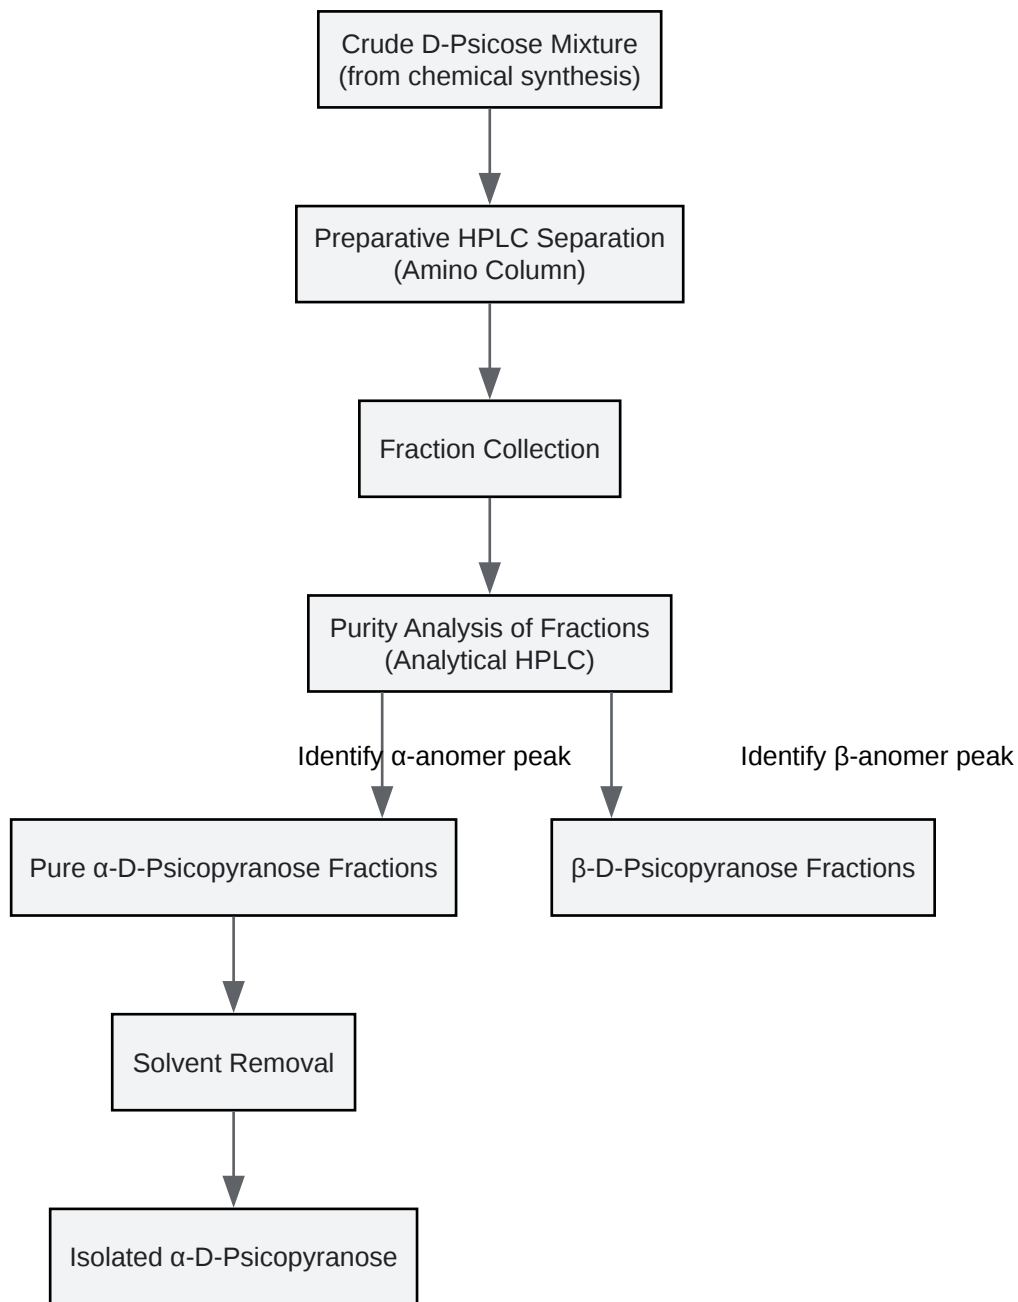 Crude D-Psicose Mixture
(from chemical synthesis)
Preparative HPLC Separation
(Amino Column)
Fraction Collection
Purity Analysis of Fractions
(Analytical HPLC)
Identify α-anomer peak
Identify β-anomer peak
Pure α-D-Psicopyranose Fractions
β-D-Psicopyranose Fractions
Solvent Removal
Isolated α-D-Psicopyranose